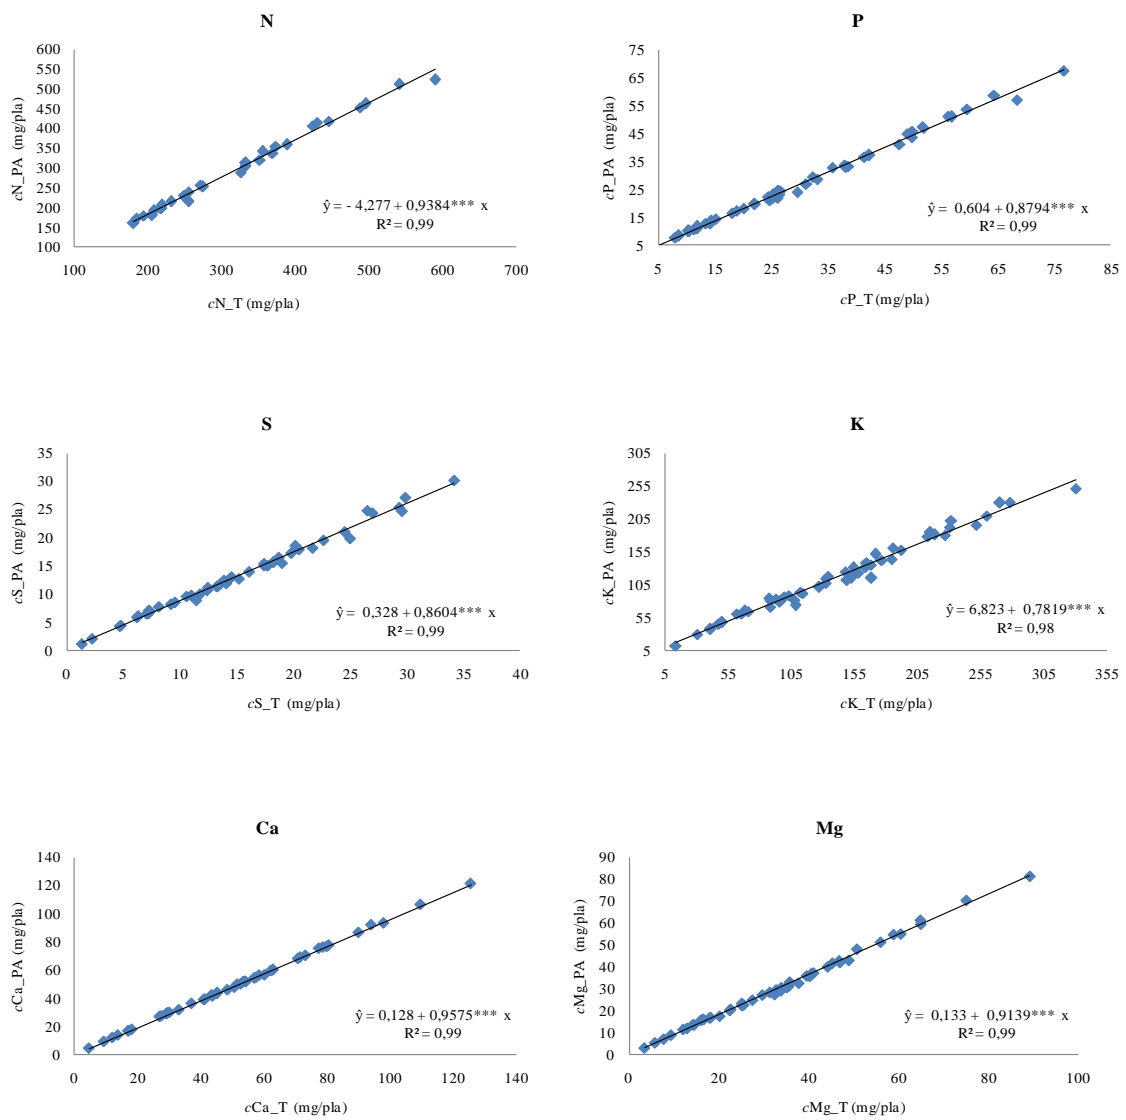 N
600
550
500
450
400
350
300
250
200
150
100
cN_PA (mg/pla)
ŷ = - 4,277 + 0,9384*** x
R² = 0,99
100 200 300 400 500 600 700
cN_T (mg/pla)
P
75
65
55
45
35
25
15
5
cP_PA (mg/pla)
ŷ = 0,604 + 0,8794*** x
R² = 0,99
5 15 25 35 45 55 65 75 85
cP_T (mg/pla)
S
35
30
25
20
15
10
5
0
cS_PA (mg/pla)
ŷ = 0,328 + 0,8604*** x
R² = 0,99
0 5 10 15 20 25 30 35 40
cS_T (mg/pla)
K
305
255
205
155
105
55
5
cK_PA (mg/pla)
ŷ = 6,823 + 0,7819*** x
R² = 0,98
5 55 105 155 205 255 305 355
cK_T (mg/pla)
Ca
140
120
100
80
60
40
20
0
cCa_PA (mg/pla)
ŷ = 0,128 + 0,9575*** x
R² = 0,99
0 20 40 60 80 100 120 140
cCa_T (mg/pla)
Mg
90
80
70
60
50
40
30
20
10
0
cMg_PA (mg/pla)
ŷ = 0,133 + 0,9139*** x
R² = 0,99
0 20 40 60 80 100
cMg_T (mg/pla)